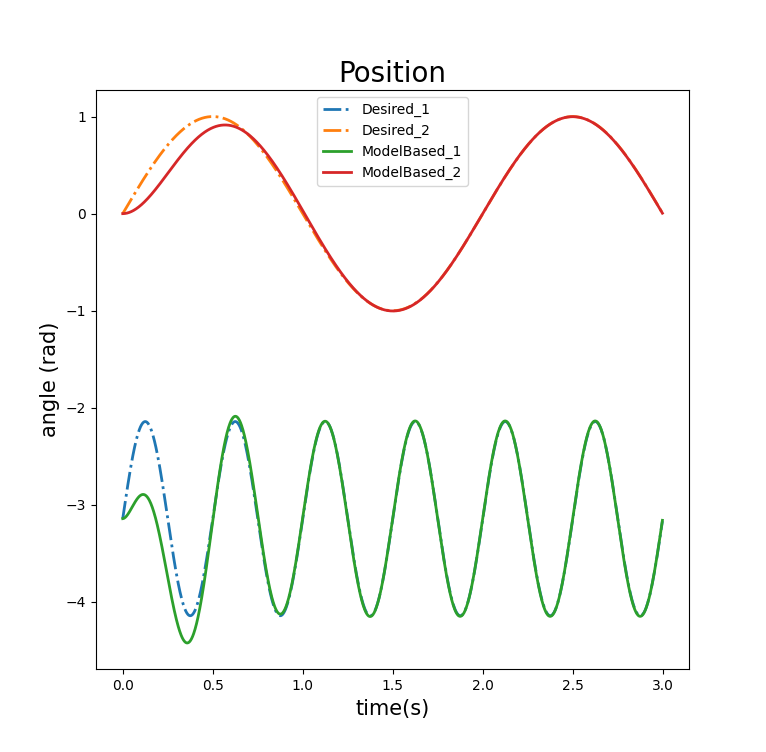 Position
Desired_1
Desired_2
ModelBased_1
ModelBased_2
angle (rad)
1
0
−1
−2
−3
−4
0.0 0.5 1.0 1.5 2.0 2.5 3.0
time(s)